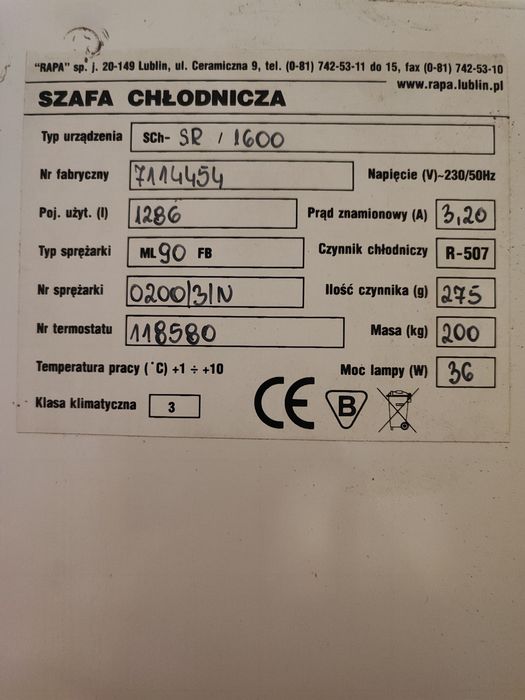 "RAPA" sp. j. 20-149 Lublin, ul. Ceramiczna 9, tel. (0-81) 742-53-11 do 15, fax (0-81) 742-53-10
www.rapa.lublin.pl
SZAFA CHŁODNICZA
Typ urządzenia SCh- SR / 1600
Nr fabryczny 7114454 Napięcie (V)~230/50Hz
Poj. użyt. (l) 1286 Prąd znamionowy (A) 3,20
Typ sprężarki ML 90 FB Czynnik chłodniczy R-507
Nr sprężarki 0200/3/N Ilość czynnika (g) 275
Nr termostatu 118580 Masa (kg) 200
Temperatura pracy (˚C) +1 ÷ +10 Moc lampy (W) 36
Klasa klimatyczna 3 CE B